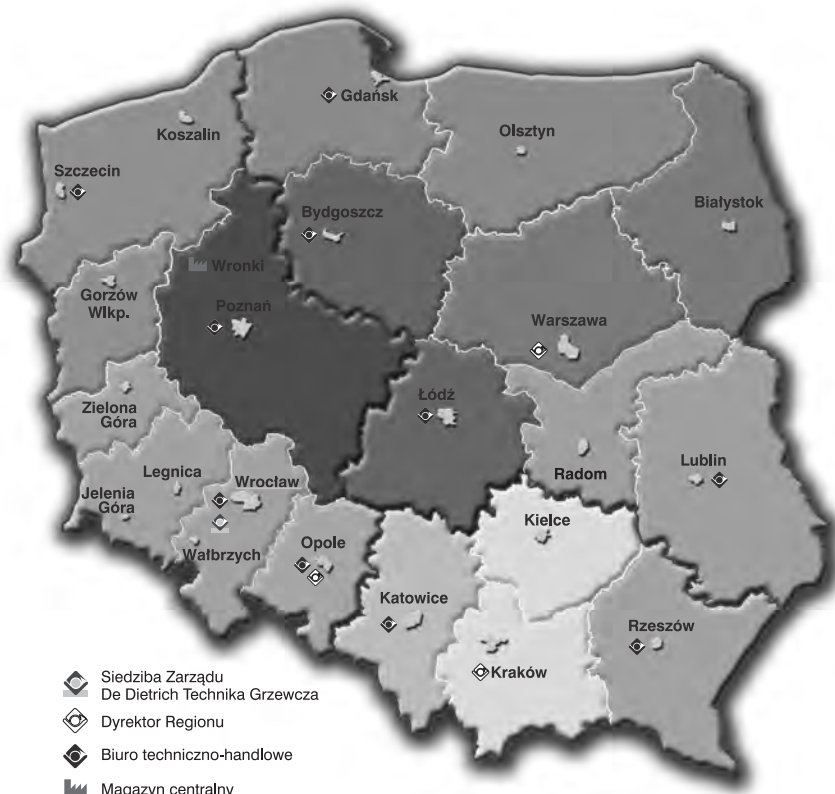 Gdańsk
Koszalin
Olsztyn
Szczecin
Białystok
Bydgoszcz
Wronki
Gorzów
Wlkp.
Poznań
Warszawa
Łódź
Zielona
Góra
Legnica
Wrocław
Radom
Lublin
Jelenia
Góra
Kielce
Wałbrzych
Opole
Katowice
Rzeszów
Kraków
Siedziba Zarządu
De Dietrich Technika Grzewcza
Dyrektor Regionu
Biuro techniczno-handlowe
Magazyn centralny